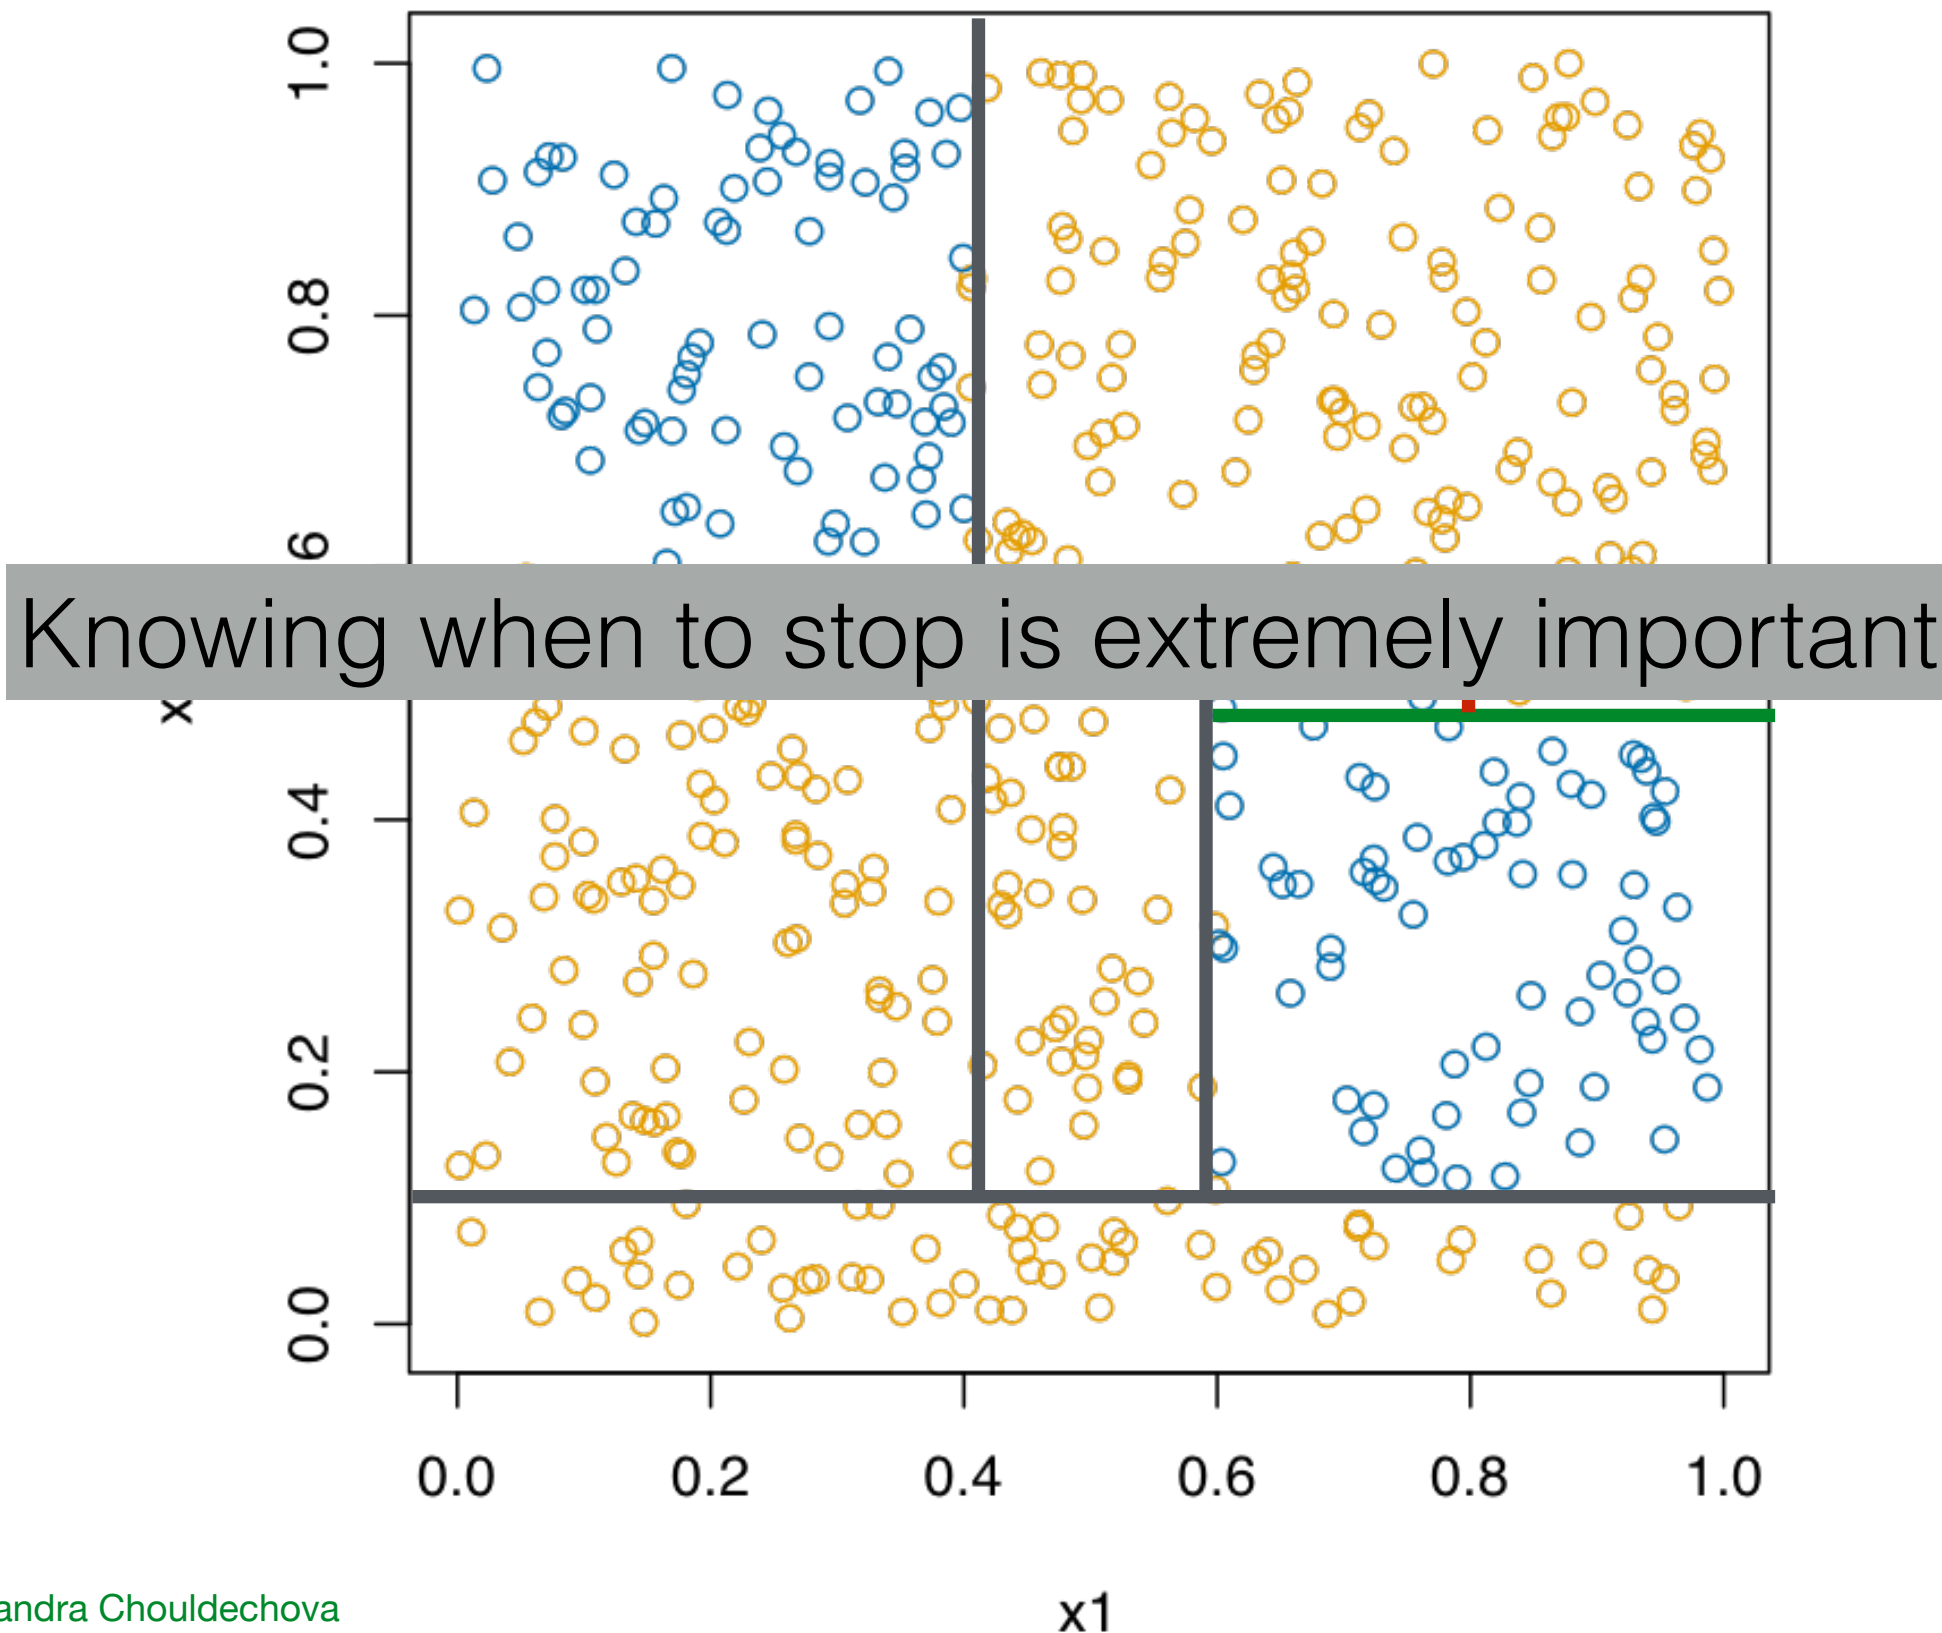 1.0
0.8
6
Knowing when to stop is extremely important
x
0.4
0.2
0.0
0.0 0.2 0.4 0.6 0.8 1.0
x1
andra Chouldechova